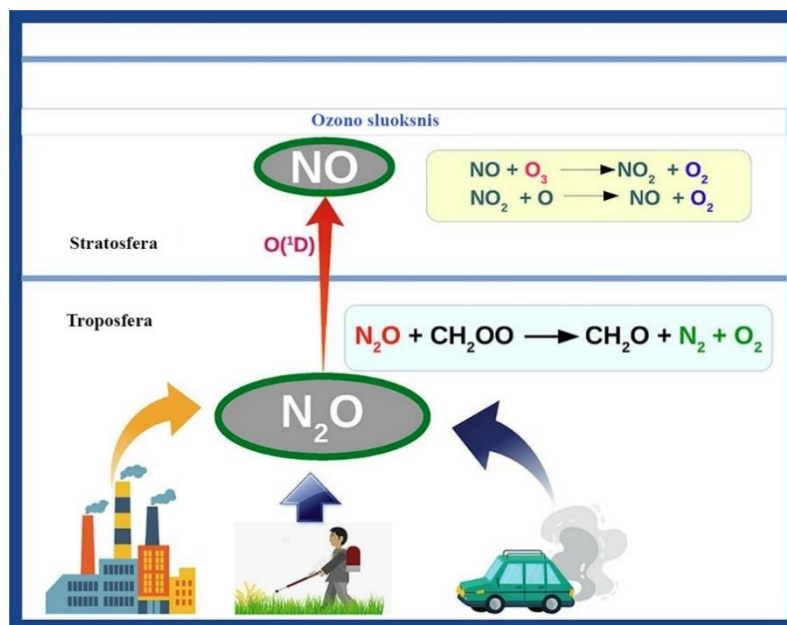 Ozono sluoksnis
NO
NO + O₃ → NO₂ + O₂
NO₂ + O → NO + O₂
O(¹D)
Stratosfera
Troposfera
N₂O + CH₂OO → CH₂O + N₂ + O₂
N₂O